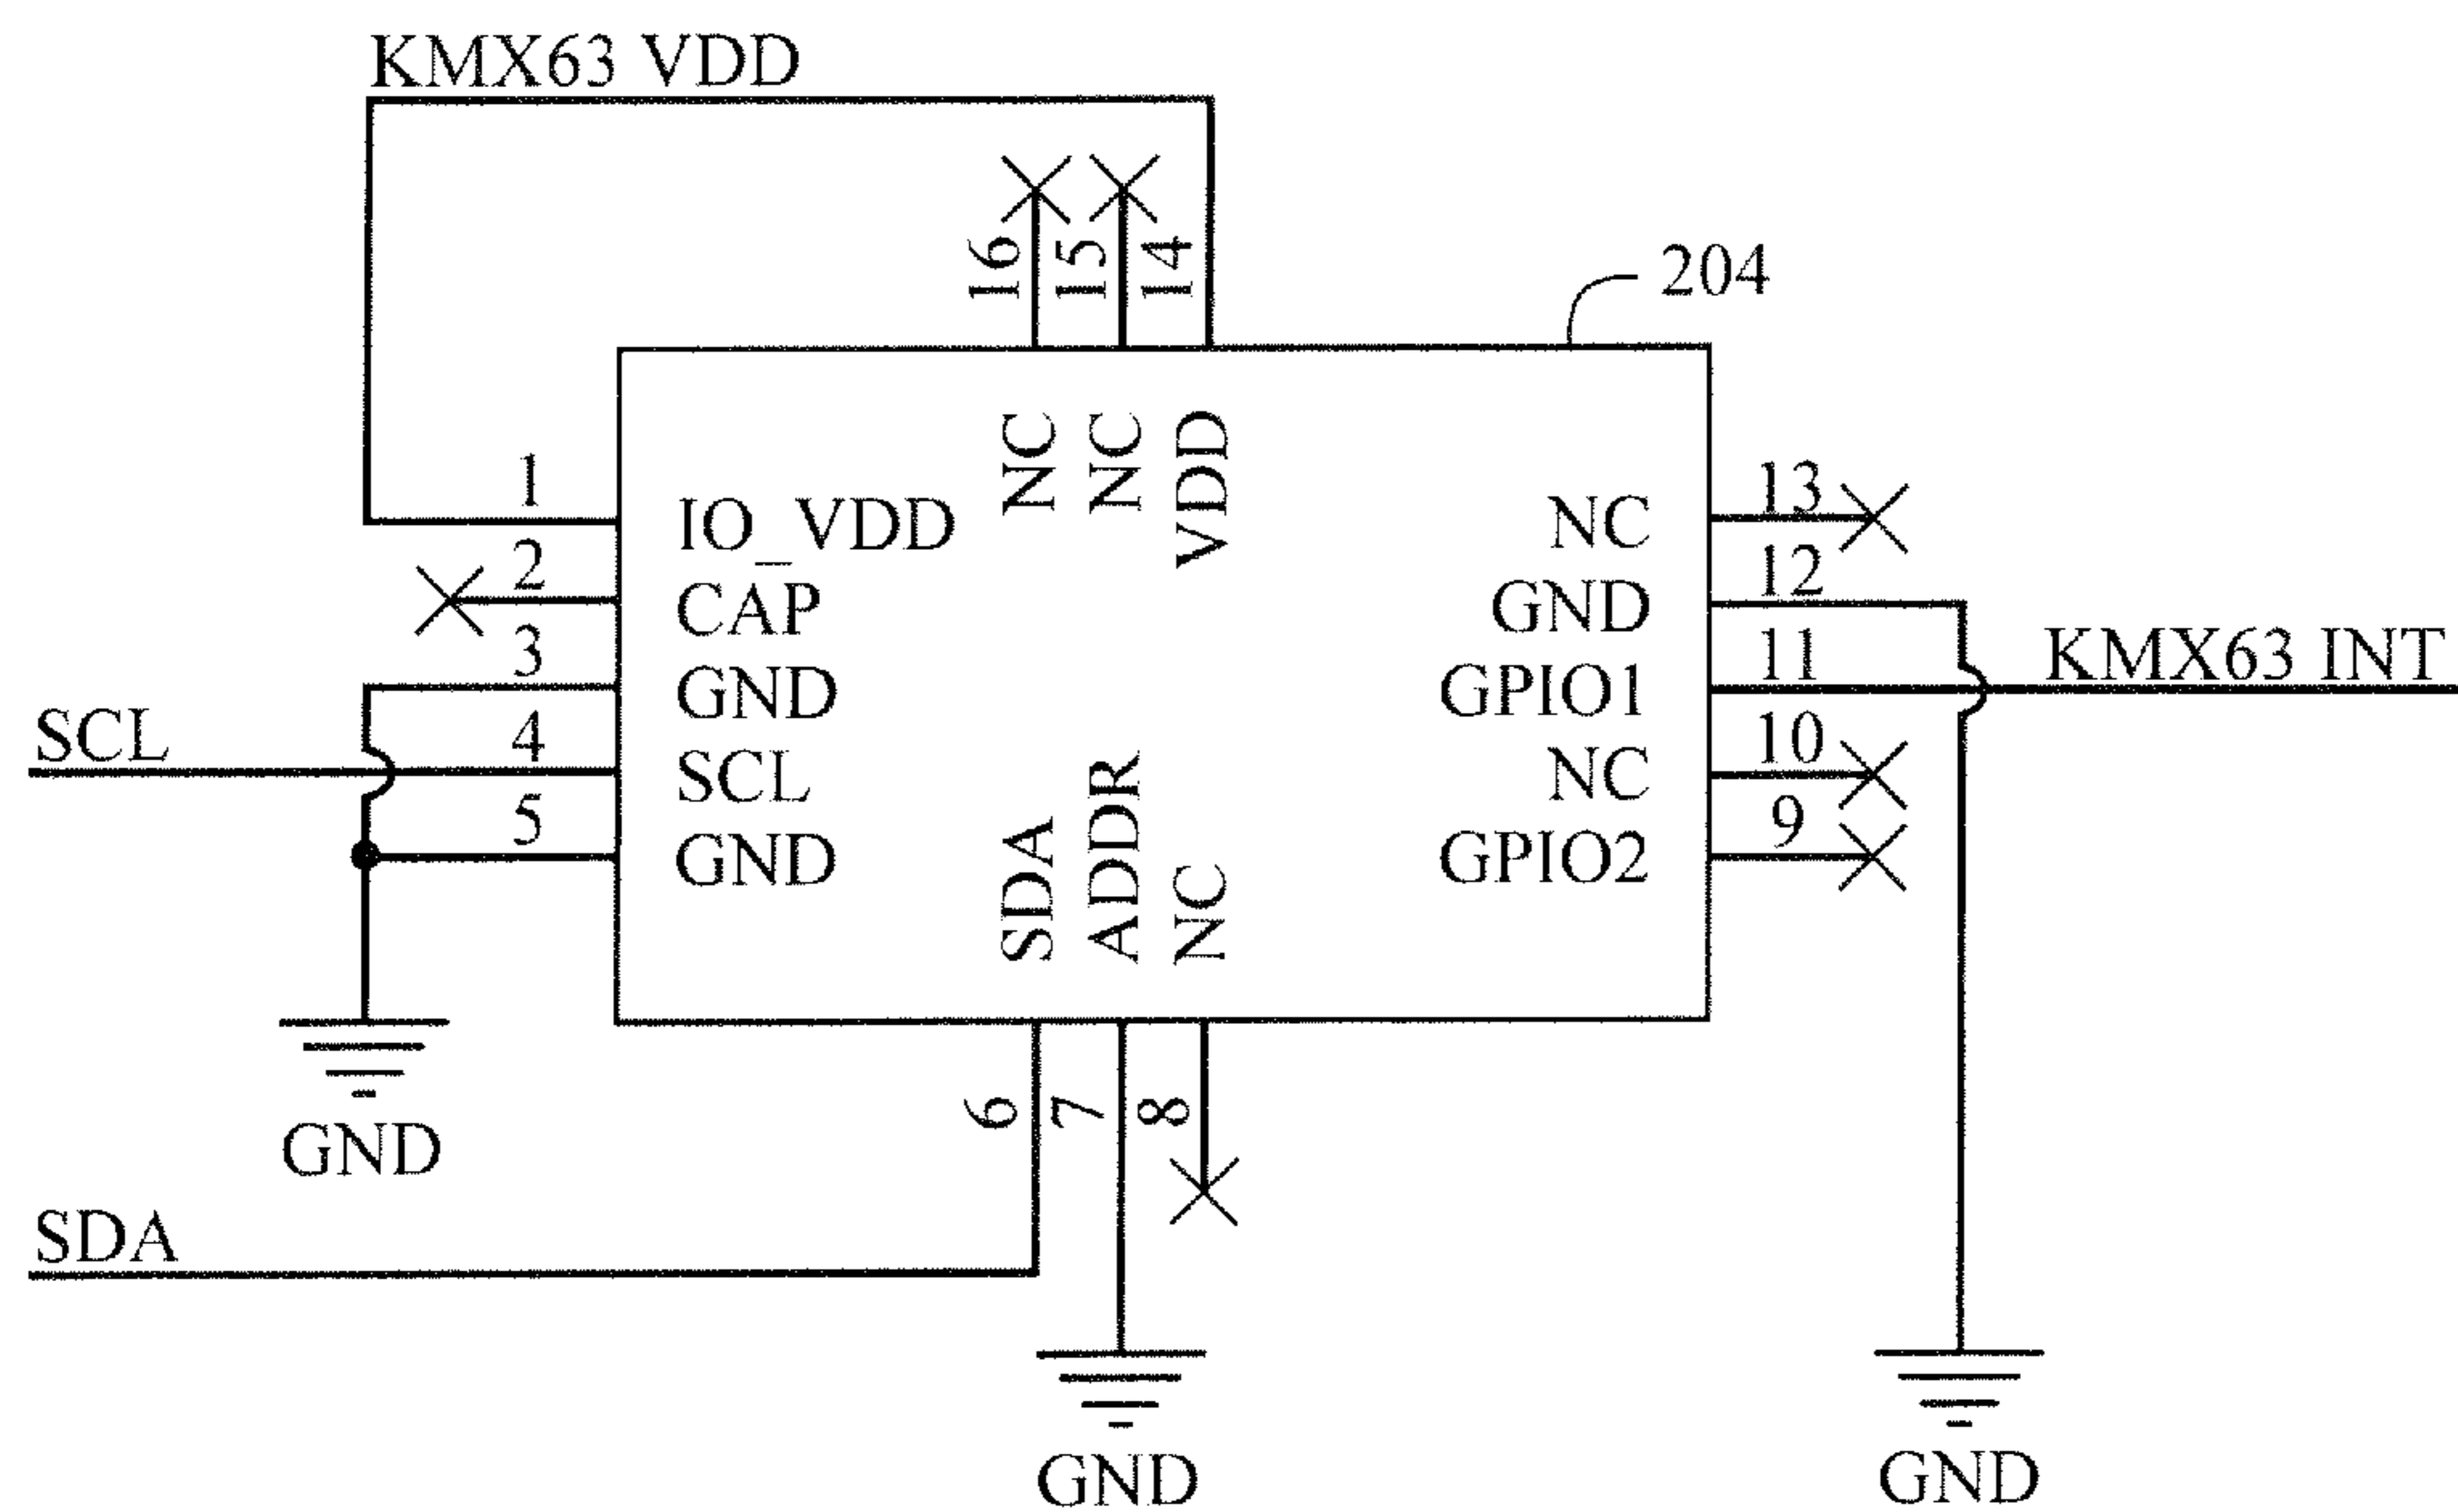 KMX63 VDD
16
15
14
204
NC
NC
VDD
1
IO_VDD
2
CAP
3
GND
SCL
4
SCL
5
GND
NC
13
GND
12
GPIO1
11
KMX63 INT
NC
10
GPIO2
9
SDA
ADDR
NC
6
7
8
GND
SDA
GND
GND